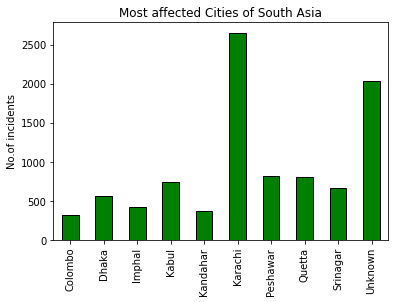 Most affected Cities of South Asia
No.of incidents
2500
2000
1500
1000
500
0
Colombo
Dhaka
Imphal
Kabul
Kandahar
Karachi
Peshawar
Quetta
Srinagar
Unknown